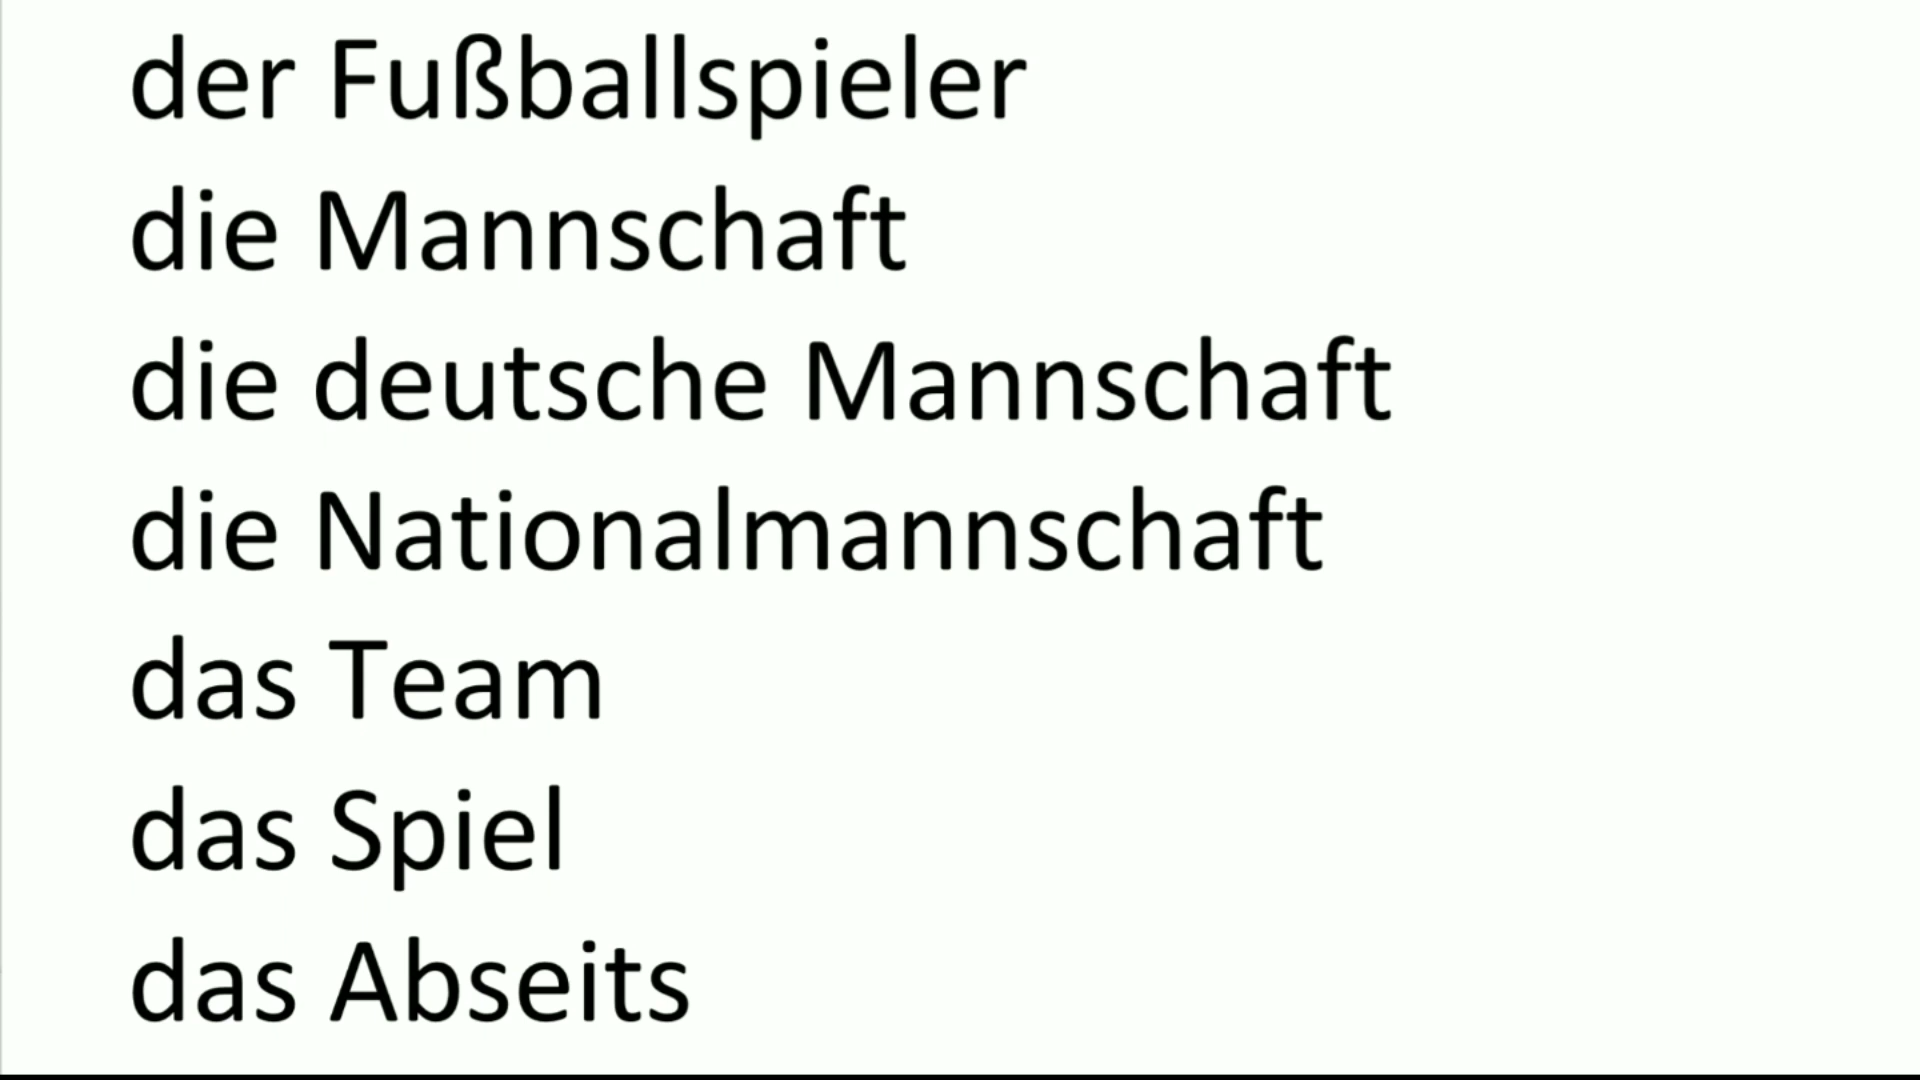 der Fußballspieler
die Mannschaft
die deutsche Mannschaft
die Nationalmannschaft
das Team
das Spiel
das Abseits